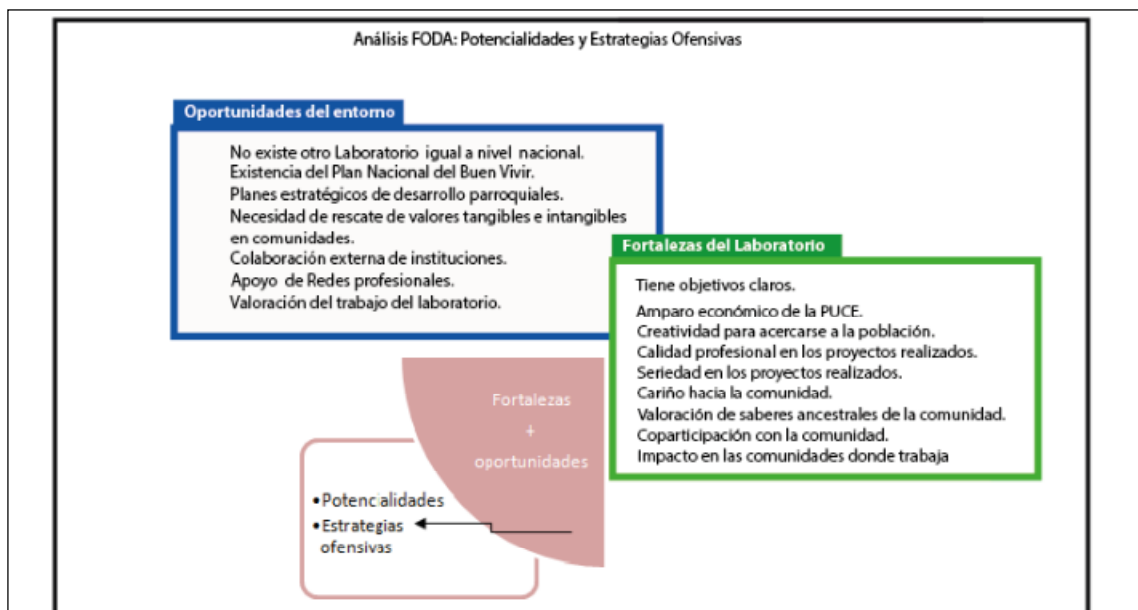 Análisis FODA: Potencialidades y Estrategias Ofensivas
Oportunidades del entorno
No existe otro Laboratorio igual a nivel nacional.
Existencia del Plan Nacional del Buen Vivir.
Planes estratégicos de desarrollo parroquiales.
Necesidad de rescate de valores tangibles e intangibles
en comunidades.
Colaboración externa de instituciones.
Apoyo de Redes profesionales.
Valoración del trabajo del laboratorio.
Fortalezas del Laboratorio
Tiene objetivos claros.
Amparo económico de la PUCE.
Creatividad para acercarse a la población.
Calidad profesional en los proyectos realizados.
Seriedad en los proyectos realizados.
Cariño hacia la comunidad.
Valoración de saberes ancestrales de la comunidad.
Coparticipación con la comunidad.
Impacto en las comunidades donde trabaja
Fortalezas
+
oportunidades
•Potencialidades
•Estrategias
ofensivas